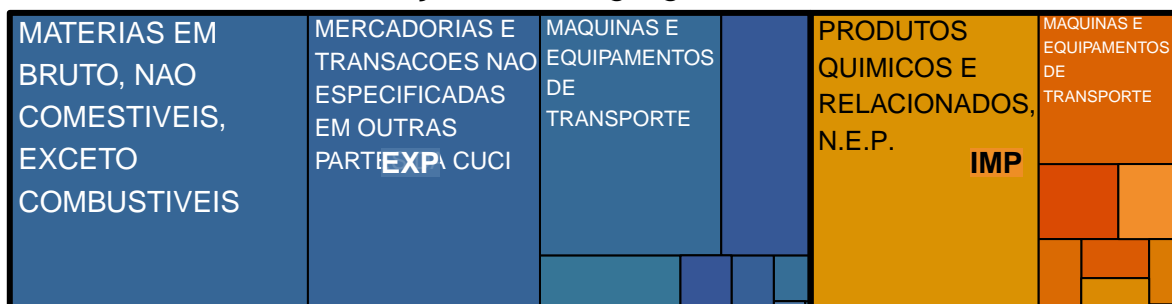 MATERIAS EM
BRUTO, NAO
COMESTIVEIS,
EXCETO
COMBUSTIVEIS
MERCADORIAS E
TRANSACOES NAO
ESPECIFICADAS
EM OUTRAS
CUCI
EXP
MAQUINAS E
EQUIPAMENTOS
DE
TRANSPORTE
PRODUTOS
QUIMICOS E
RELACIONADOS,
N.E.P.
IMP
MAQUINAS E
EQUIPAMENTOS
DE
TRANSPORTE